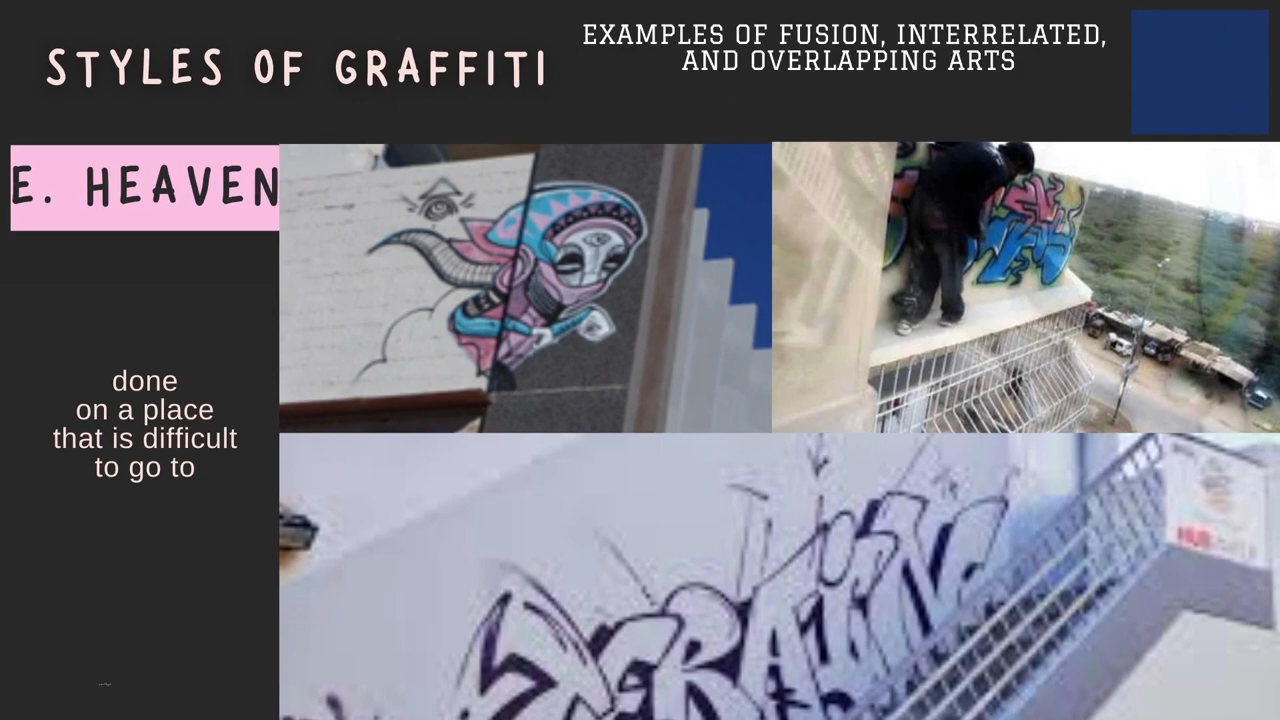 STYLES OF GRAFFITI
EXAMPLES OF FUSION, INTERRELATED,
AND OVERLAPPING ARTS
E. HEAVEN
done
on a place
that is difficult
to go to